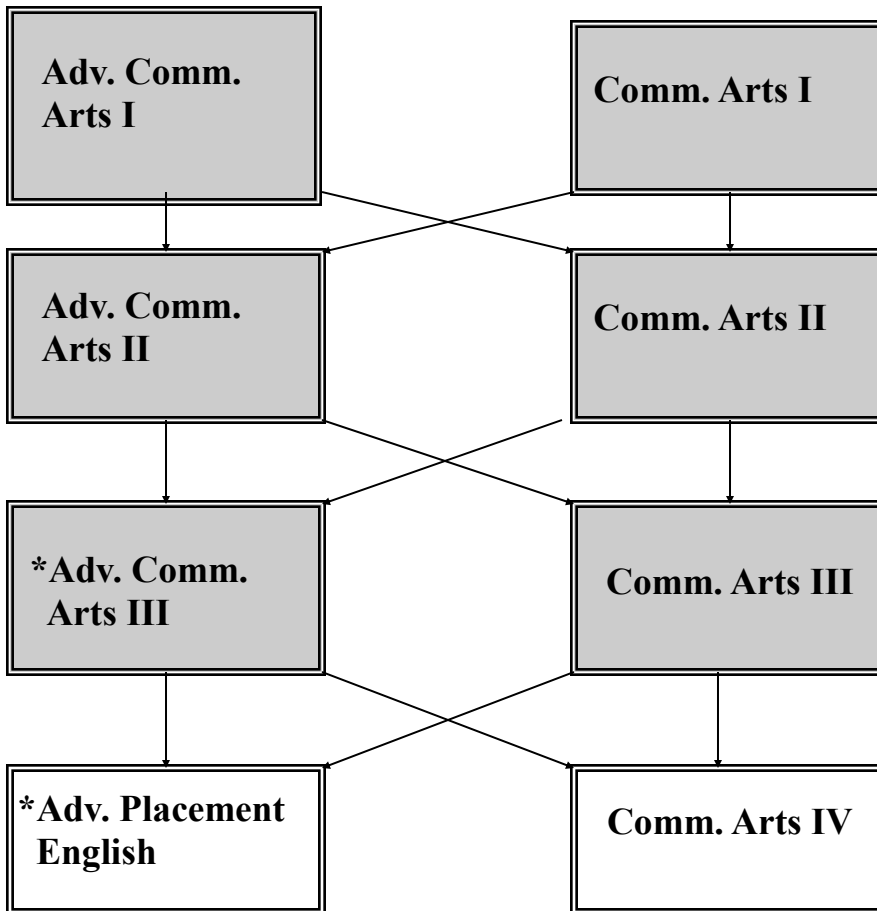 Adv. Comm.
Arts I
Comm. Arts I
Adv. Comm.
Arts II
Comm. Arts II
*Adv. Comm.
Arts III
Comm. Arts III
*Adv. Placement
English
Comm. Arts IV